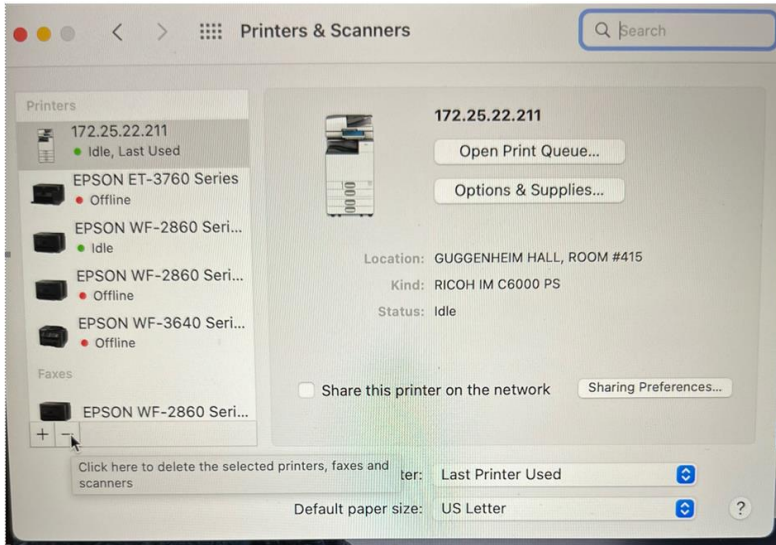 Printers & Scanners
Search
Printers
172.25.22.211
Idle, Last Used
EPSON ET-3760 Series
Offline
EPSON WF-2860 Seri...
Idle
EPSON WF-2860 Seri...
Offline
EPSON WF-3640 Seri...
Offline
Faxes
EPSON WF-2860 Seri...
+ −
Click here to delete the selected printers, faxes and
scanners
172.25.22.211
Open Print Queue...
Options & Supplies...
Location: GUGGENHEIM HALL, ROOM #415
Kind: RICOH IM C6000 PS
Status: Idle
Share this printer on the network
Sharing Preferences...
ter: Last Printer Used
Default paper size: US Letter
?